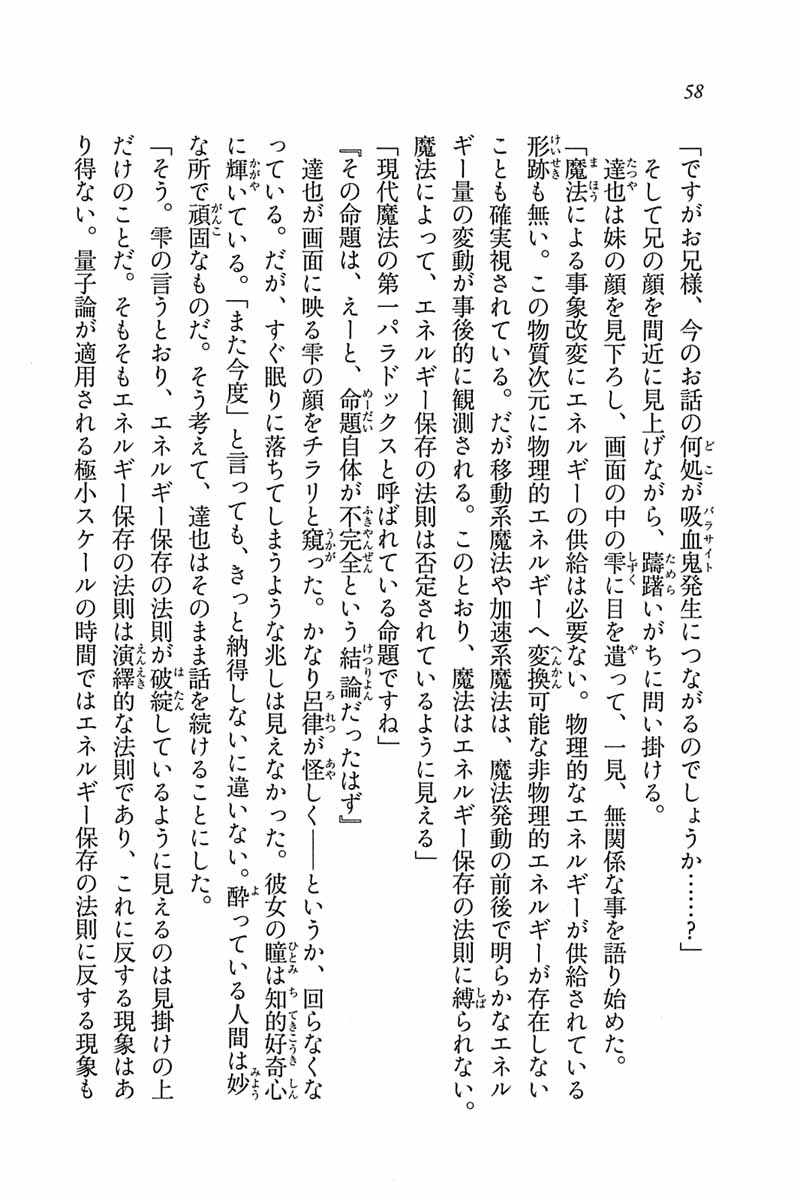 58
「ですがお兄様、今のお話の何処が吸血鬼発生につながるのでしょうか……?」
そして兄の顔を間近に見上げながら、躊躇いがちに問い掛ける。
達也は妹の顔を見下ろし、画面の中の雫に目を遣って、一見、無関係な事を語り始めた。
「魔法による事象改変にエネルギーの供給は必要ない。物理的なエネルギーが供給されている
形跡も無い。この物質次元に物理的エネルギーへ変換可能な非物理的エネルギーが存在しない
ことも確実視されている。だが移動系魔法や加速系魔法は、魔法発動の前後で明らかなエネル
ギー量の変動が事後的に観測される。このとおり、魔法はエネルギー保存の法則に縛られない。
魔法によって、エネルギー保存の法則は否定されているように見える」
「現代魔法の第一パラドックスと呼ばれている命題ですね」
『その命題は、えーと、命題自体が不完全という結論だったはず』
達也が画面に映る雫の顔をチラリと窺った。かなり呂律が怪しく――というか、回らなくな
っている。だが、すぐ眠りに落ちてしまうような兆しは見えなかった。彼女の瞳は知的好奇心
に輝いている。「また今度」と言っても、きっと納得しないに違いない。酔っている人間は妙
な所で頑固なものだ。そう考えて、達也はそのまま話を続けることにした。
「そう。雫の言うとおり、エネルギー保存の法則が破綻しているように見えるのは見掛けの上
だけのことだ。そもそもエネルギー保存の法則は演繹的な法則であり、これに反する現象はあ
り得ない。量子論が適用される極小スケールの時間ではエネルギー保存の法則に反する現象も